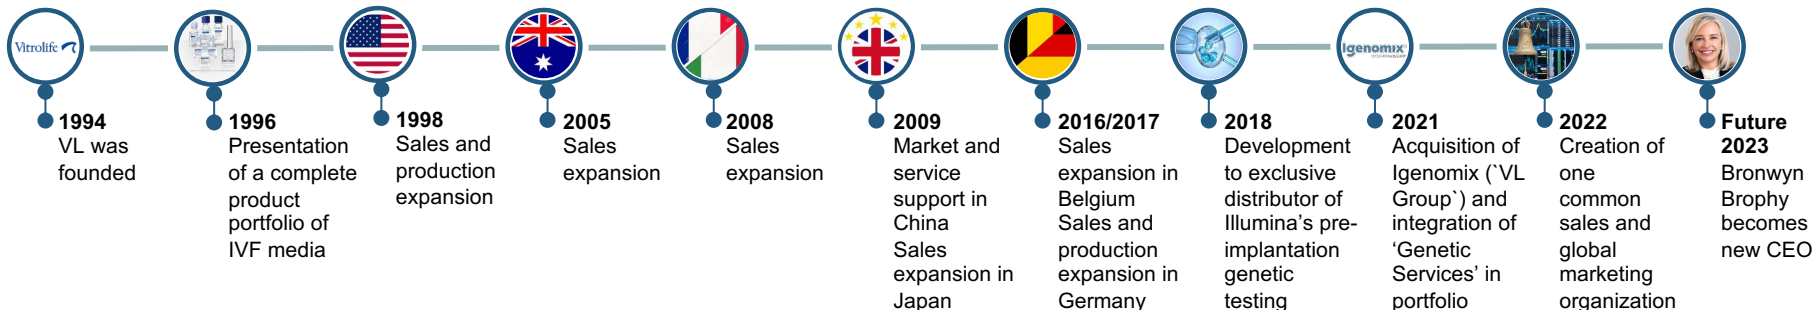 Vitrolife
Igenomix
1994
VL was
founded
1996
Presentation
of a complete
product
portfolio of
IVF media
1998
Sales and
production
expansion
2005
Sales
expansion
2008
Sales
expansion
2009
Market and
service
support in
China
Sales
expansion in
Japan
2016/2017
Sales
expansion in
Belgium
Sales and
production
expansion in
Germany
2018
Development
to exclusive
distributor of
Illumina’s pre-
implantation
genetic
testing
2021
Acquisition of
Igenomix (`VL
Group`) and
integration of
‘Genetic
Services’ in
portfolio
2022
Creation of
one
common
sales and
global
marketing
organization
Future
2023
Bronwyn
Brophy
becomes
new CEO